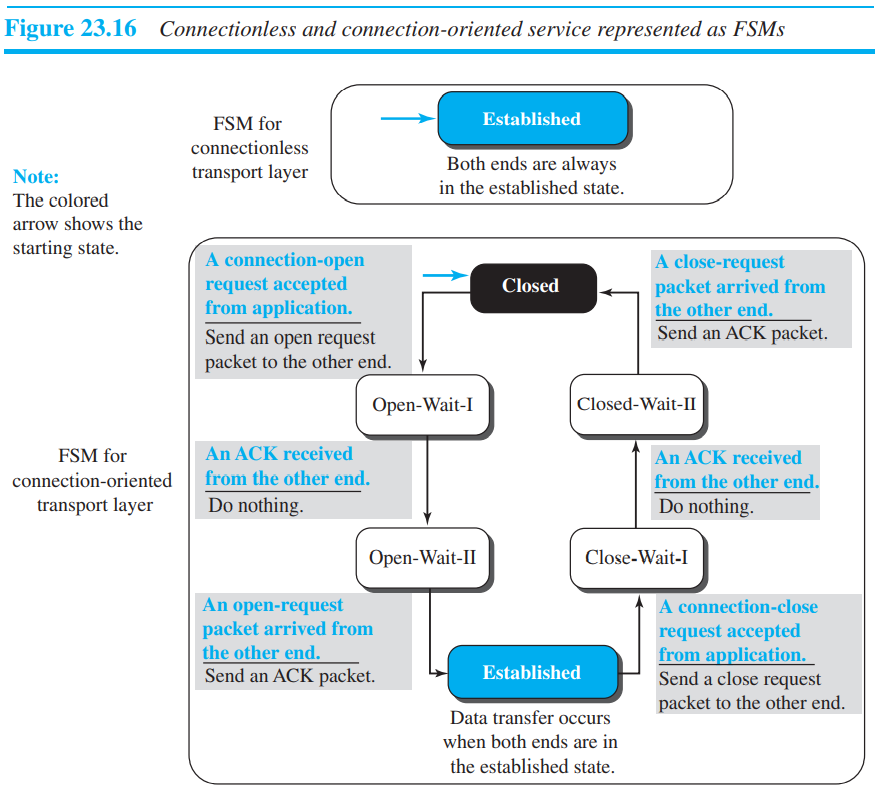 Figure 23.16 Connectionless and connection-oriented service represented as FSMs
FSM for
connectionless
transport layer
Established
Both ends are always
in the established state.
Note:
The colored
arrow shows the
starting state.
FSM for
connection-oriented
transport layer
A connection-open
request accepted
from application.
Send an open request
packet to the other end.
Closed
A close-request
packet arrived from
the other end.
Send an ACK packet.
Open-Wait-I
Closed-Wait-II
An ACK received
from the other end.
Do nothing.
An ACK received
from the other end.
Do nothing.
Open-Wait-II
Close-Wait-I
An open-request
packet arrived from
the other end.
Send an ACK packet.
Established
Data transfer occurs
when both ends are in
the established state.
A connection-close
request accepted
from application.
Send a close request
packet to the other end.